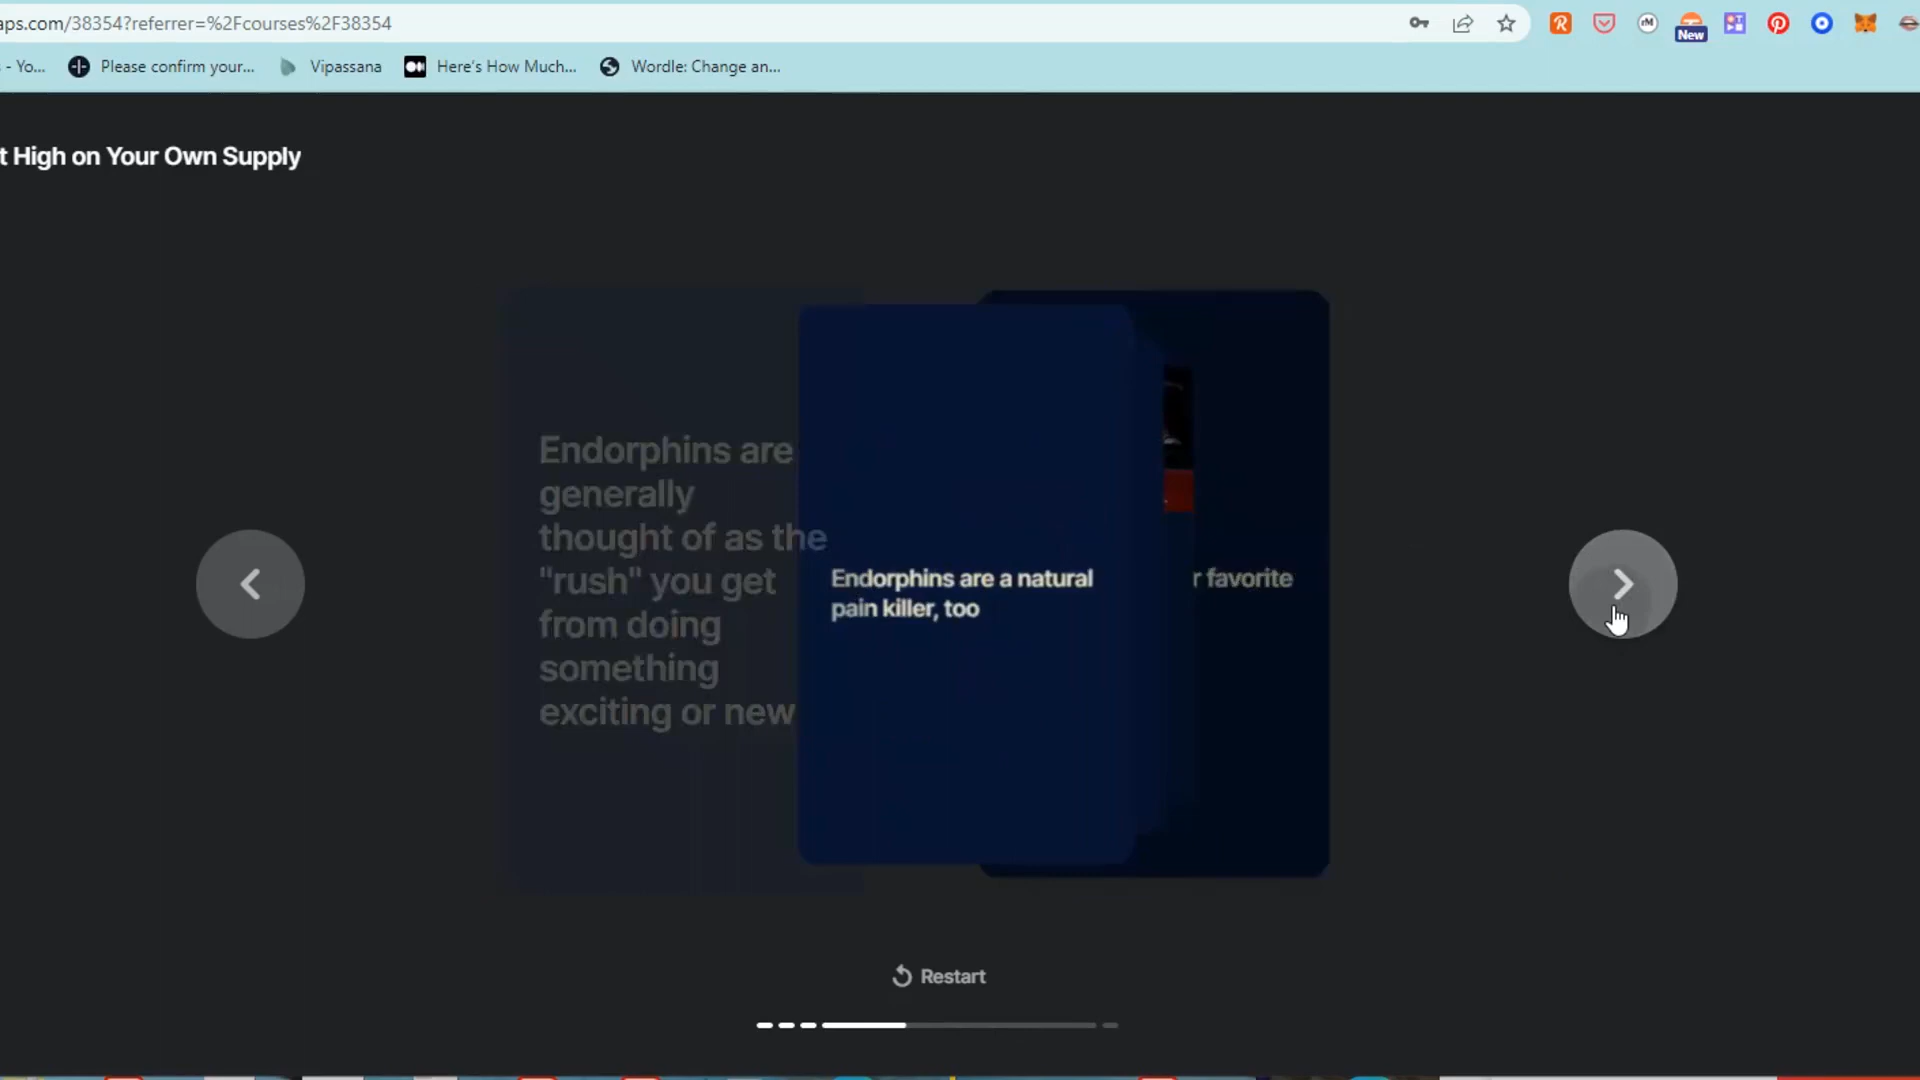 aps.com/38354?referrer=%2Fcourses%2F38354
New
- Yo...
Please confirm your...
Vipassana
Here's How Much...
Wordle: Change an...
t High on Your Own Supply
Endorphins are
generally
thought of as the
"rush" you get
from doing
something
exciting or new
Endorphins are a natural
pain killer, too
r favorite
Restart